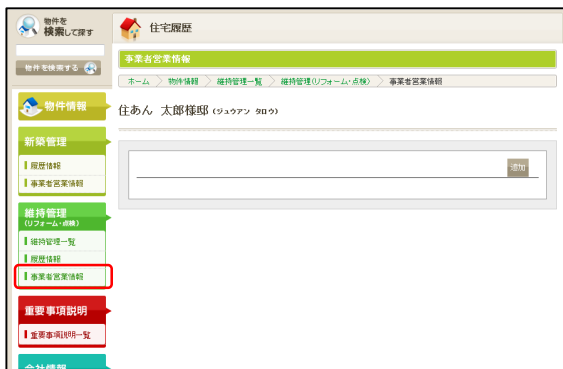 物件を
検索して探す
物件を検索する
住宅履歴
事業者営業情報
ホーム 物件情報 維持管理一覧 維持管理(リフォーム・点検) 事業者営業情報
物件情報
住あん 太郎様邸 (ジュウアン タロウ)
新築管理
履歴情報
事業者営業情報
追加
維持管理
(リフォーム・点検)
維持管理一覧
履歴情報
事業者営業情報
重要事項説明
重要事項説明一覧
会社情報